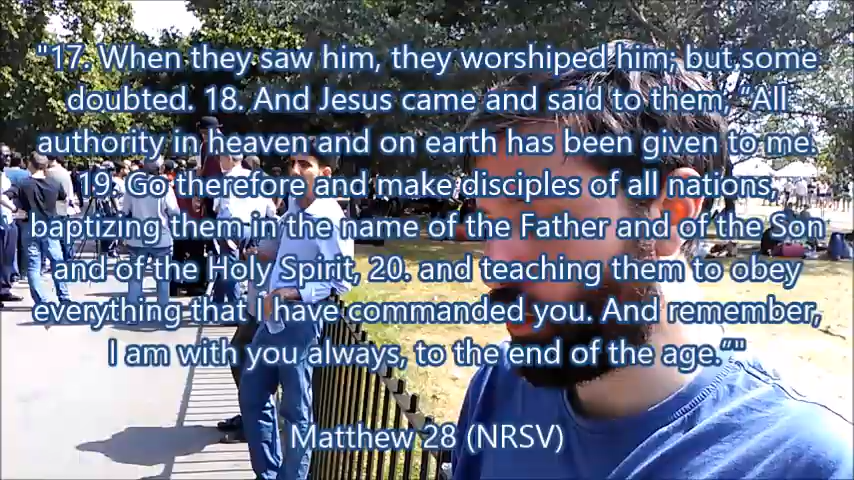 "17. When they saw him, they worshiped him; but some
doubted. 18. And Jesus came and said to them, “All
authority in heaven and on earth has been given to me.
19. Go therefore and make disciples of all nations,
baptizing them in the name of the Father and of the Son
and of the Holy Spirit, 20. and teaching them to obey
everything that I have commanded you. And remember,
I am with you always, to the end of the age.”"
Matthew 28 (NRSV)